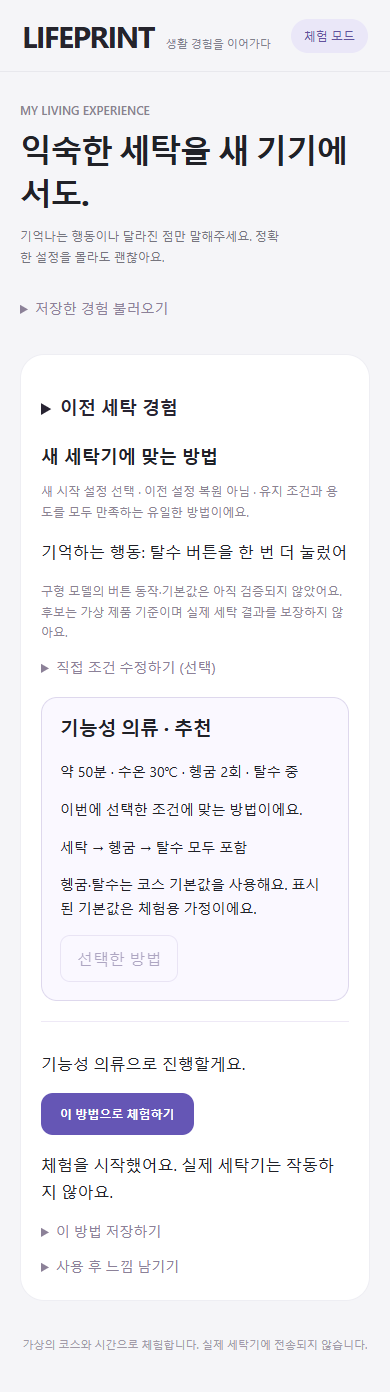 LIFEPRINT 생활 경험을 이어가다 체험 모드
MY LIVING EXPERIENCE
익숙한 세탁을 새 기기에
서도.
기억나는 행동이나 달라진 점만 말해주세요. 정확
한 설정을 몰라도 괜찮아요.
▶ 저장한 경험 불러오기
▶ 이전 세탁 경험
새 세탁기에 맞는 방법
새 시작 설정 선택 · 이전 설정 복원 아님 · 유지 조건과 용
도를 모두 만족하는 유일한 방법이에요.
기억하는 행동: 탈수 버튼을 한 번 더 눌렀어
구형 모델의 버튼 동작·기본값은 아직 검증되지 않았어요.
후보는 가상 제품 기준이며 실제 세탁 결과를 보장하지 않
아요.
▶ 직접 조건 수정하기 (선택)
기능성 의류 · 추천
약 50분 · 수온 30℃ · 헹굼 2회 · 탈수 중
이번에 선택한 조건에 맞는 방법이에요.
세탁 → 헹굼 → 탈수 모두 포함
헹굼·탈수는 코스 기본값을 사용해요. 표시
된 기본값은 체험용 가정이에요.
선택한 방법
기능성 의류으로 진행할게요.
이 방법으로 체험하기
체험을 시작했어요. 실제 세탁기는 작동하
지 않아요.
▶ 이 방법 저장하기
▶ 사용 후 느낌 남기기
가상의 코스와 시간으로 체험합니다. 실제 세탁기에 전송되지 않습니다.